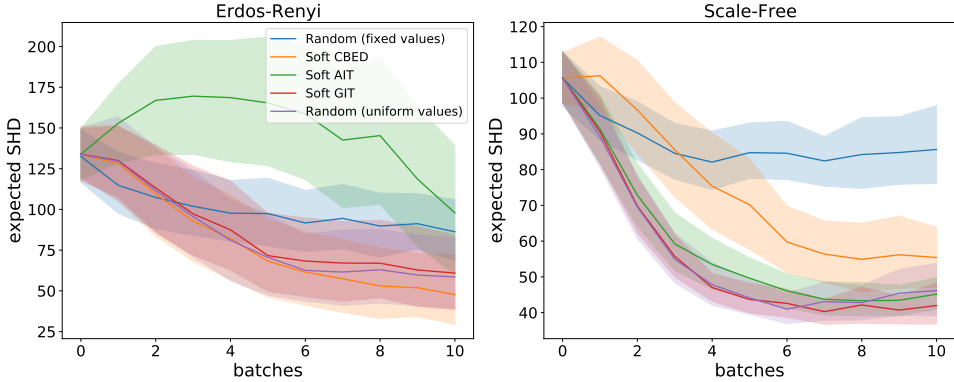 Erdos-Renyi
expected SHD
200
175
150
125
100
75
50
25
Random (fixed values)
Soft CBED
Soft AIT
Soft GIT
Random (uniform values)
0 2 4 6 8 10
batches
Scale-Free
expected SHD
120
110
100
90
80
70
60
50
40
0 2 4 6 8 10
batches